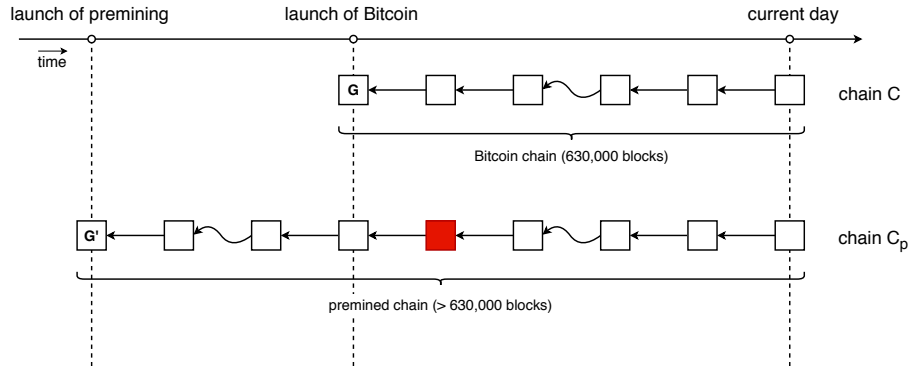 launch of premining
launch of Bitcoin
current day
time
G
chain C
Bitcoin chain (630,000 blocks)
G'
chain Cp
premined chain (> 630,000 blocks)